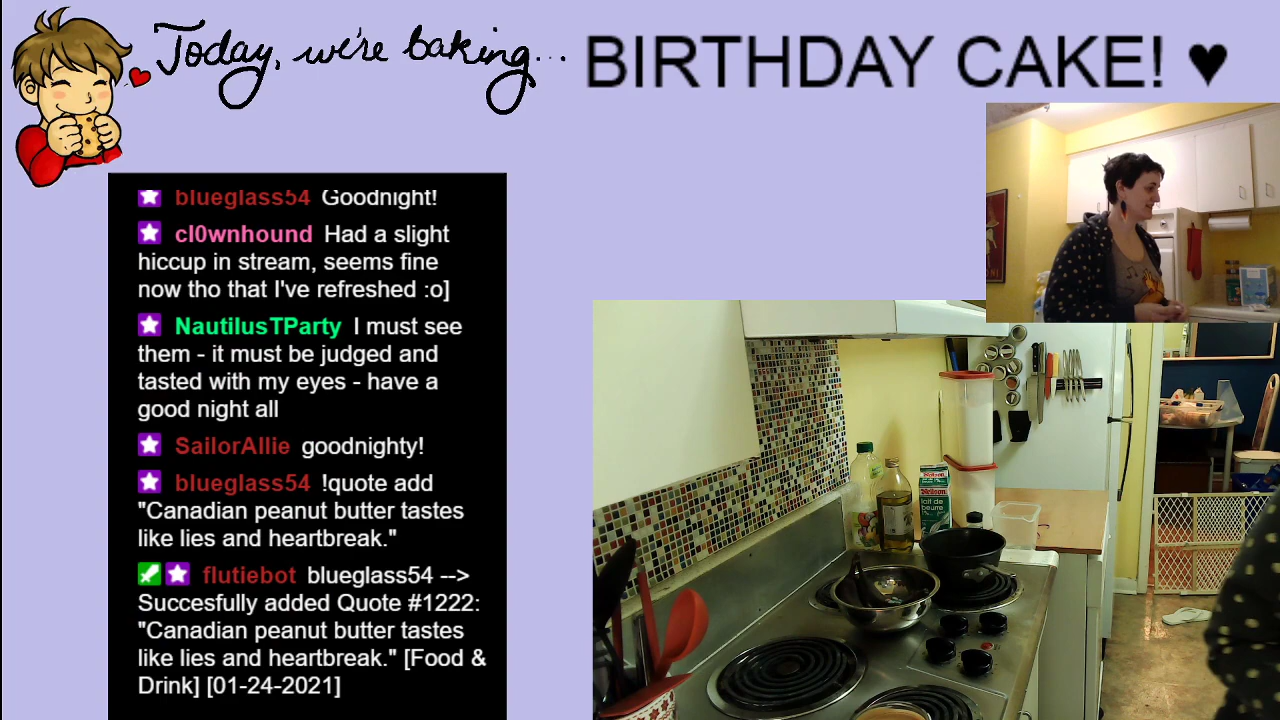 Today, we're baking... BIRTHDAY CAKE! ♥
blueglass54 Goodnight!
cl0wnhound Had a slight
hiccup in stream, seems fine
now tho that I've refreshed :o]
NautilusTParty I must see
them - it must be judged and
tasted with my eyes - have a
good night all
SailorAllie goodnighty!
blueglass54 !quote add
"Canadian peanut butter tastes
like lies and heartbreak."
flutiebot blueglass54 -->
Succesfully added Quote #1222:
"Canadian peanut butter tastes
like lies and heartbreak." [Food &
Drink] [01-24-2021]
Neilson
Neilson
lait de
beurre